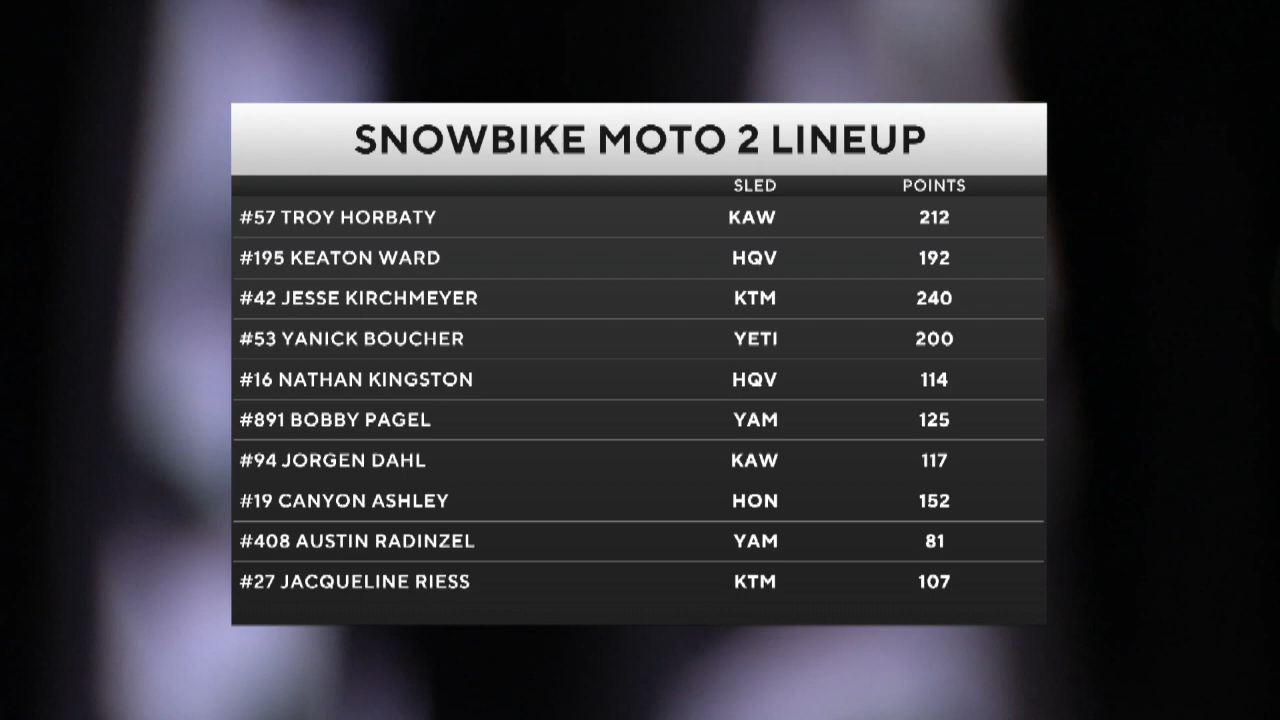 SNOWBIKE MOTO 2 LINEUP
SLED POINTS
#57 TROY HORBATY KAW 212
#195 KEATON WARD HQV 192
#42 JESSE KIRCHMEYER KTM 240
#53 YANICK BOUCHER YETI 200
#16 NATHAN KINGSTON HQV 114
#891 BOBBY PAGEL YAM 125
#94 JORGEN DAHL KAW 117
#19 CANYON ASHLEY HON 152
#408 AUSTIN RADINZEL YAM 81
#27 JACQUELINE RIESS KTM 107